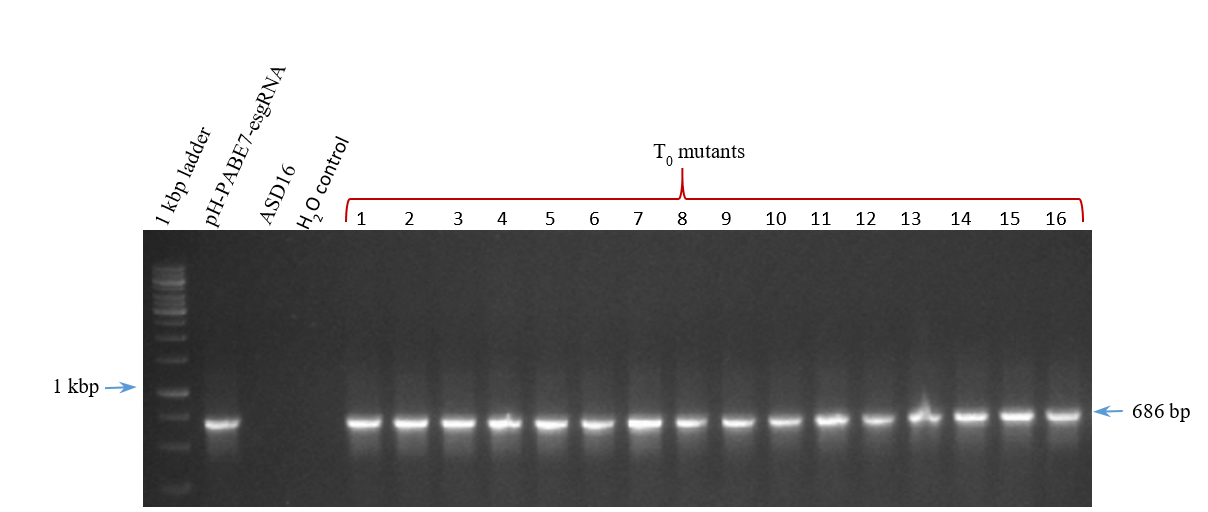 1 kbp ladder
pH-PABE7-esgRNA
ASD16
H2O control
T0 mutants
1 2 3 4 5 6 7 8 9 10 11 12 13 14 15 16
1 kbp
686 bp